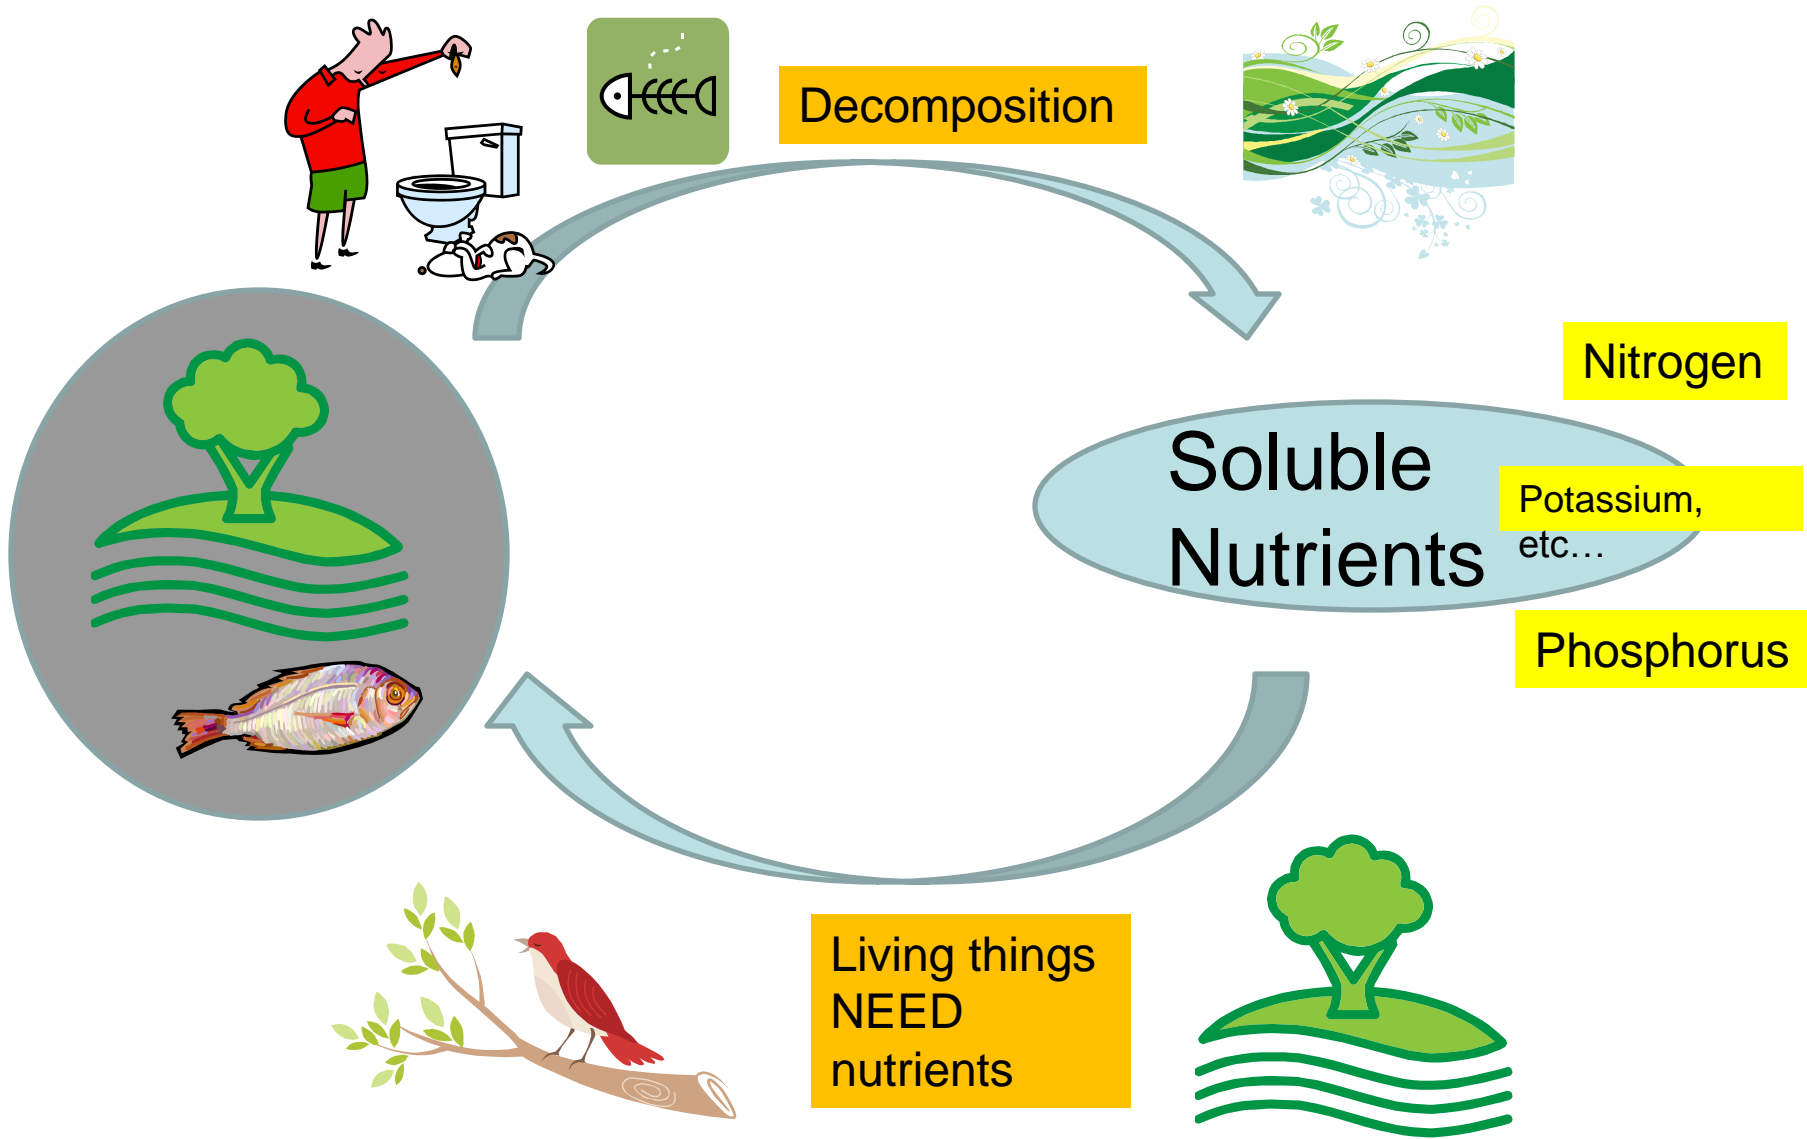 Decomposition
Nitrogen
Soluble
Nutrients
Potassium,
etc…
Phosphorus
Living things
NEED
nutrients